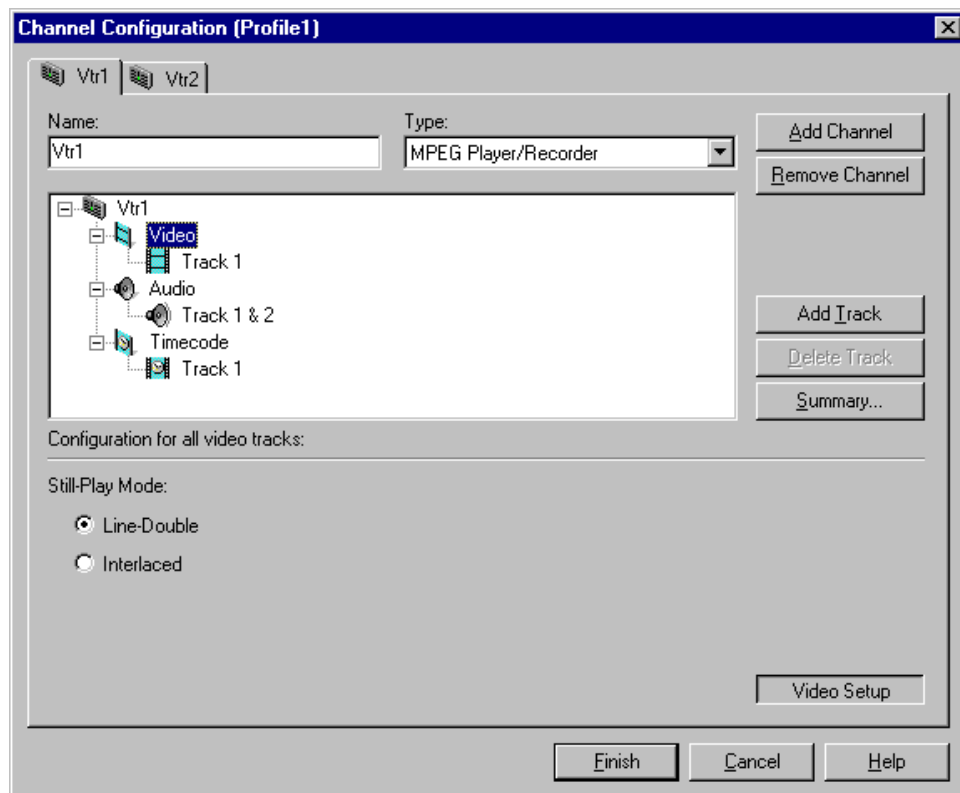 Channel Configuration (Profile1)
Vtr1 Vtr2
Name: Type:
Vtr1 MPEG Player/Recorder
Add Channel
Remove Channel
Vtr1
Video
Track 1
Audio
Track 1 & 2
Timecode
Track 1
Add Track
Delete Track
Summary...
Configuration for all video tracks:
Still-Play Mode:
Line-Double
Interlaced
Video Setup
Finish Cancel Help